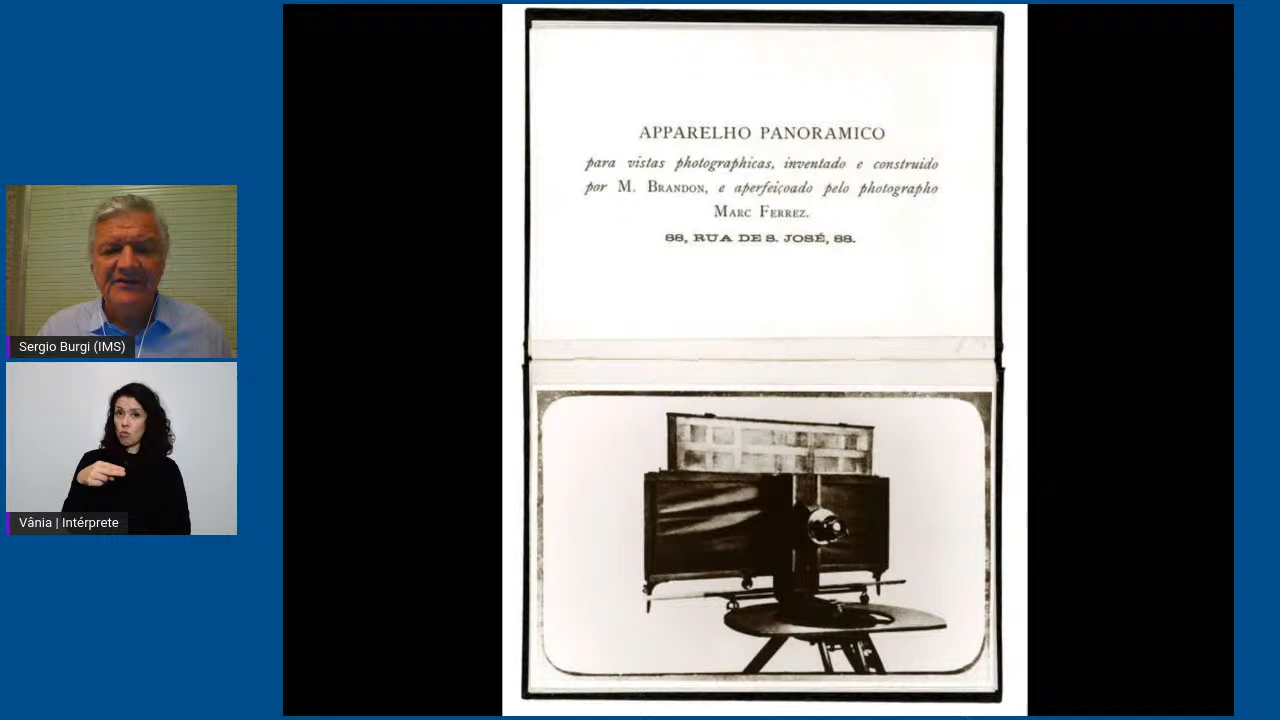 APPARELHO PANORAMICO
para vistas photographicas, inventado e construido
por M. BRANDON, e aperfeiçoado pelo photographo
MARC FERREZ.
88, RUA DE S. JOSÉ, 88.
Sergio Burgi (IMS)
Vânia | Intérprete